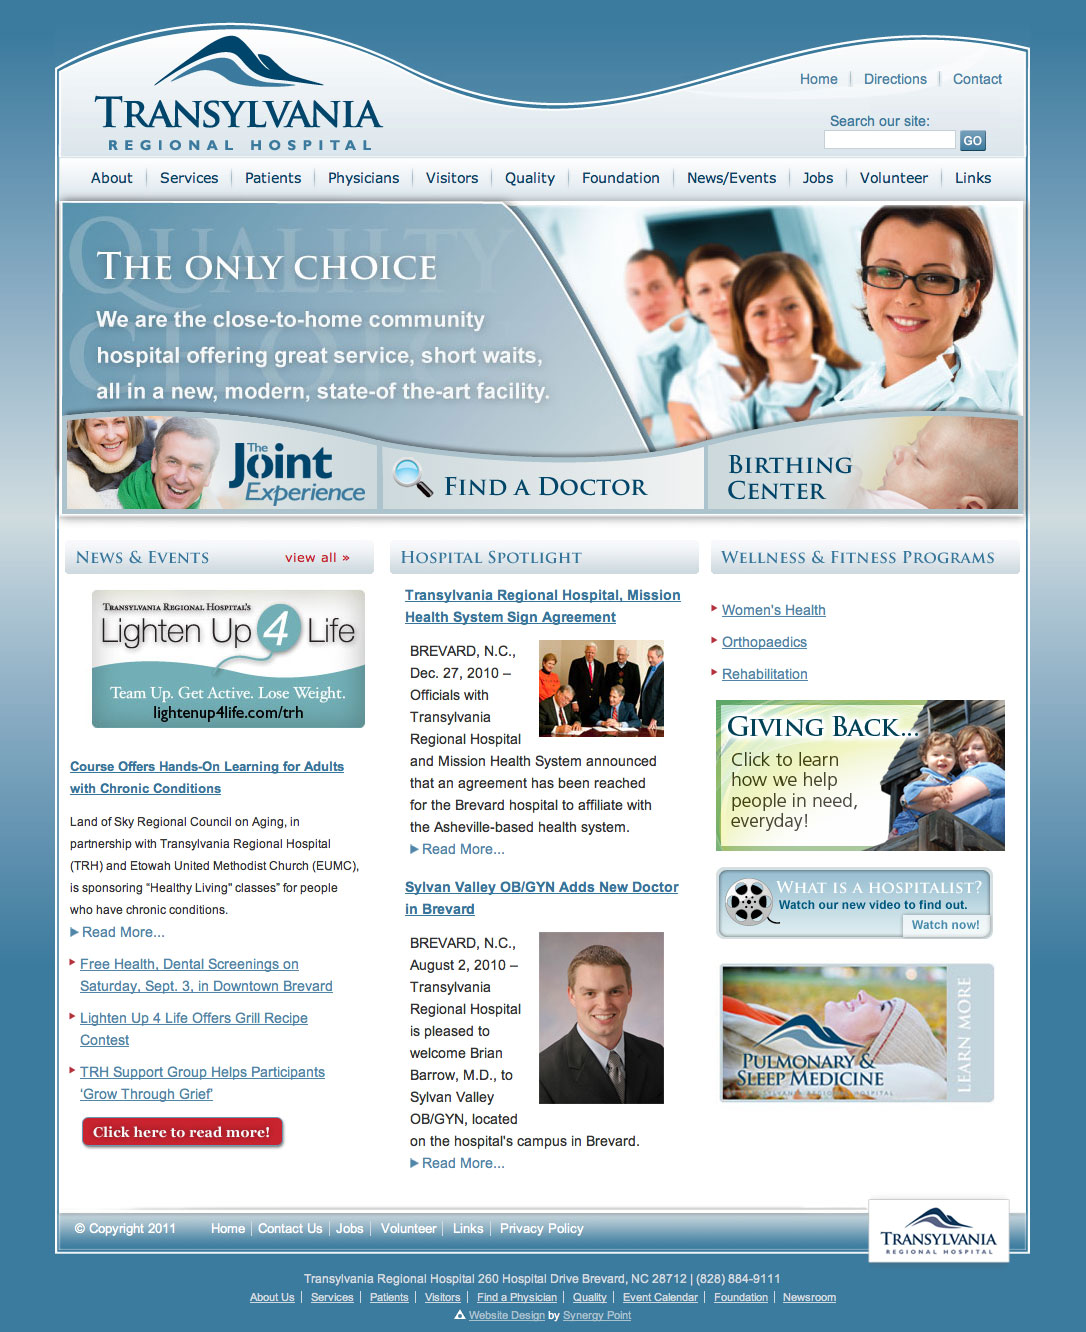 TRANSYLVANIA
REGIONAL HOSPITAL
Home
Directions
Contact
Search our site:
GO
About
Services
Patients
Physicians
Visitors
Quality
Foundation
News/Events
Jobs
Volunteer
Links
QUALILTY
CHOICE
THE ONLY CHOICE
We are the close-to-home community
hospital offering great service, short waits,
all in a new, modern, state-of the-art facility.
The
Joint
Experience
FIND A DOCTOR
BIRTHING
CENTER
NEWS & EVENTS
view all »
TRANSYLVANIA REGIONAL HOSPITAL'S
Lighten Up 4 Life
Team Up. Get Active. Lose Weight.
lightenup4life.com/trh
Course Offers Hands-On Learning for Adults
with Chronic Conditions
Land of Sky Regional Council on Aging, in
partnership with Transylvania Regional Hospital
(TRH) and Etowah United Methodist Church (EUMC),
is sponsoring “Healthy Living" classes” for people
who have chronic conditions.
Read More...
Free Health, Dental Screenings on
Saturday, Sept. 3, in Downtown Brevard
Lighten Up 4 Life Offers Grill Recipe
Contest
TRH Support Group Helps Participants
‘Grow Through Grief’
Click here to read more!
HOSPITAL SPOTLIGHT
Transylvania Regional Hospital, Mission
Health System Sign Agreement
BREVARD, N.C.,
Dec. 27, 2010 –
Officials with
Transylvania
Regional Hospital
and Mission Health System announced
that an agreement has been reached
for the Brevard hospital to affiliate with
the Asheville-based health system.
Read More...
Sylvan Valley OB/GYN Adds New Doctor
in Brevard
BREVARD, N.C.,
August 2, 2010 –
Transylvania
Regional Hospital
is pleased to
welcome Brian
Barrow, M.D., to
Sylvan Valley
OB/GYN, located
on the hospital's campus in Brevard.
Read More...
WELLNESS & FITNESS PROGRAMS
Women's Health
Orthopaedics
Rehabilitation
GIVING BACK...
Click to learn
how we help
people in need,
everyday!
WHAT IS A HOSPITALIST?
Watch our new video to find out.
Watch now!
PULMONARY &
SLEEP MEDICINE
TRANSYLVANIA REGIONAL HOSPITAL
LEARN MORE
© Copyright 2011
Home
Contact Us
Jobs
Volunteer
Links
Privacy Policy
TRANSYLVANIA
REGIONAL HOSPITAL
Transylvania Regional Hospital 260 Hospital Drive Brevard, NC 28712 | (828) 884-9111
About Us
Services
Patients
Visitors
Find a Physician
Quality
Event Calendar
Foundation
Newsroom
Website Design by Synergy Point